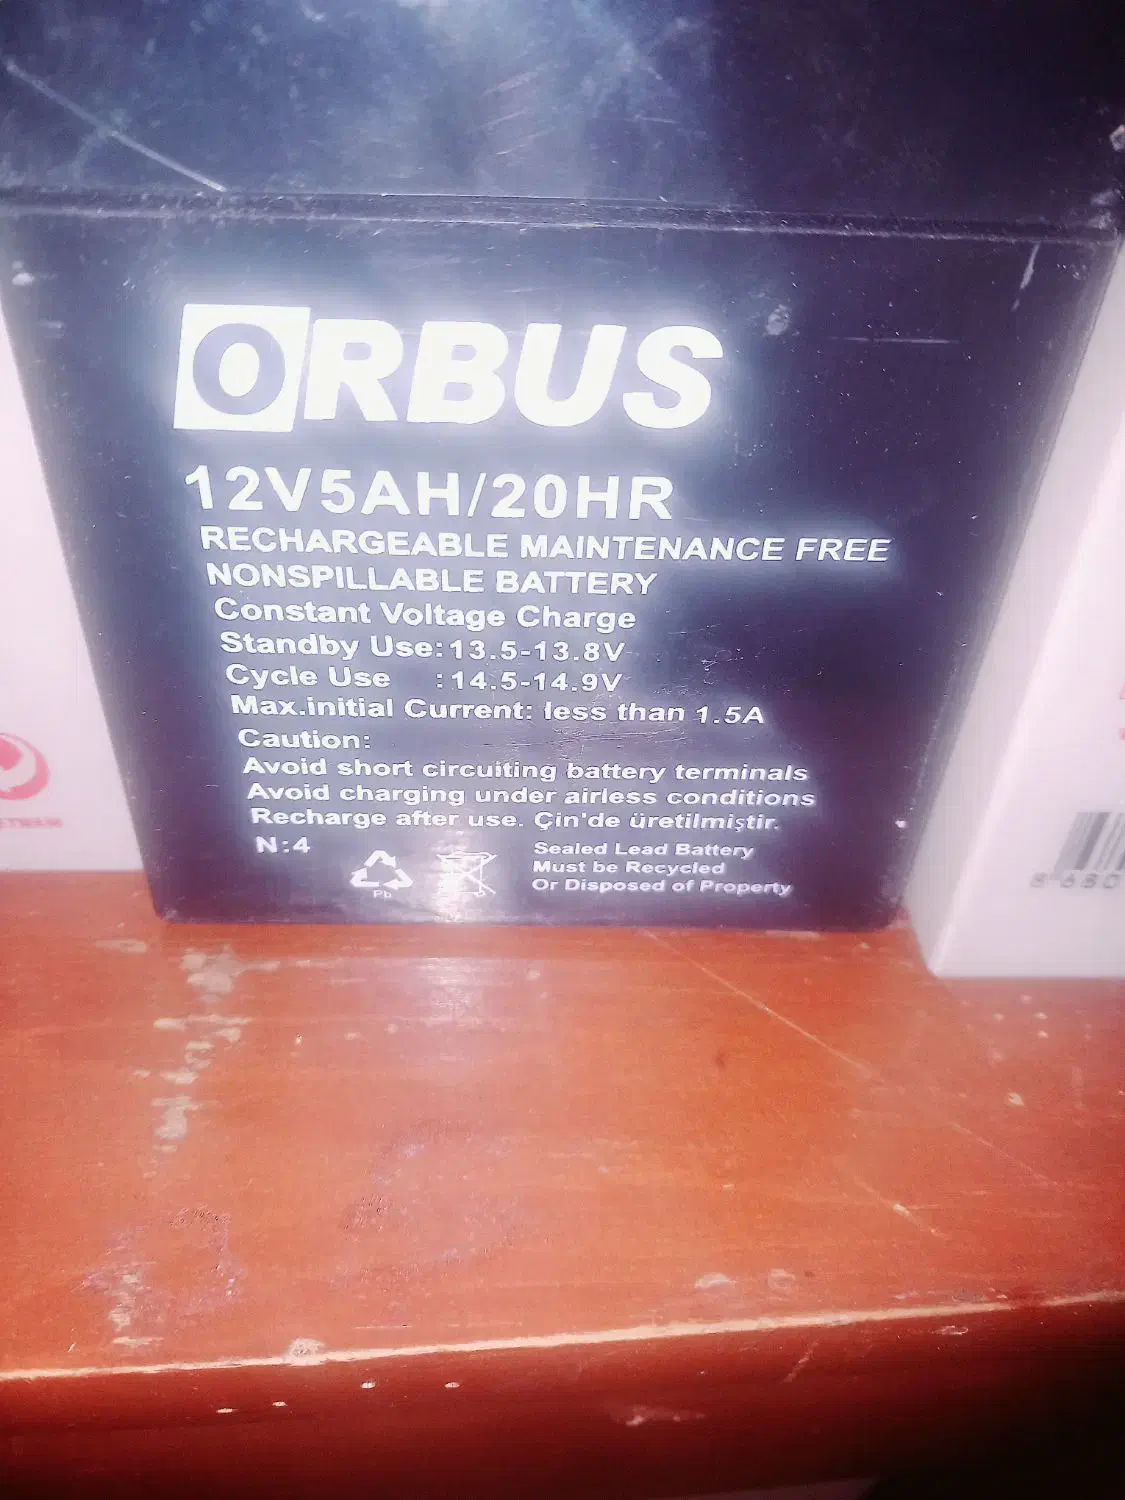 ORBUS
12V5AH/20HR
RECHARGEABLE MAINTENANCE FREE
NONSPILLABLE BATTERY
Constant Voltage Charge
Standby Use:13.5-13.8V
Cycle Use :14.5-14.9V
Max.initial Current: less than 1.5A
Caution:
Avoid short circuiting battery terminals
Avoid charging under airless conditions
Recharge after use. Çin'de üretilmiştir.
N:4
Pb
Sealed Lead Battery
Must be Recycled
Or Disposed of Property